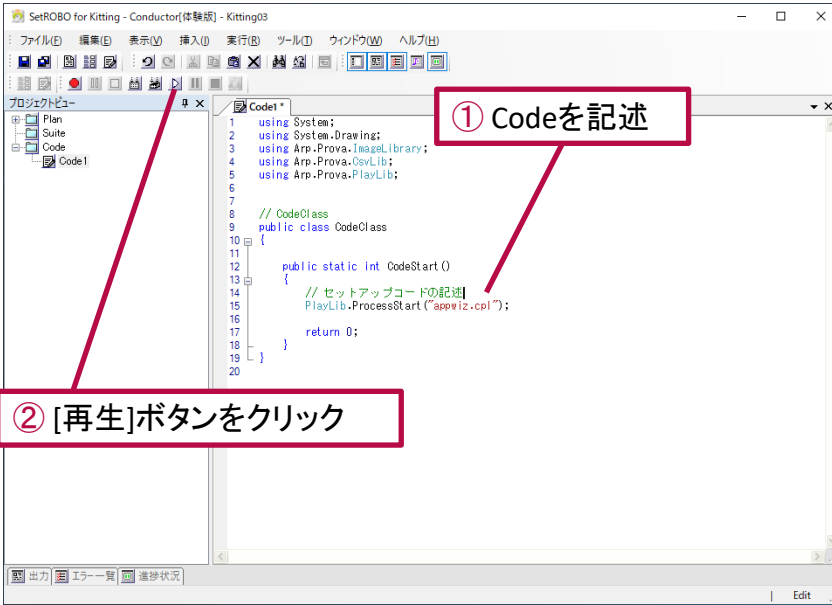 SetROBO for Kitting - Conductor[体験版] - Kitting03
ファイル(F) 編集(E) 表示(V) 挿入(I) 実行(R) ツール(T) ウィンドウ(W) ヘルプ(H)
プロジェクトビュー
Plan
Suite
Code
Code1
Code1 *
① Codeを記述
1 using System;
2 using System.Drawing;
3 using Arp.Prova.ImageLibrary;
4 using Arp.Prova.CsvLib;
5 using Arp.Prova.PlayLib;
6
7
8 // CodeClass
9 public class CodeClass
10 {
11
12 public static int CodeStart()
13 {
14 // セットアップコードの記述
15 PlayLib.ProcessStart("appwiz.cpl");
16
17 return 0;
18 }
19 }
20
② [再生]ボタンをクリック
出力 エラー一覧 進捗状況
Edit